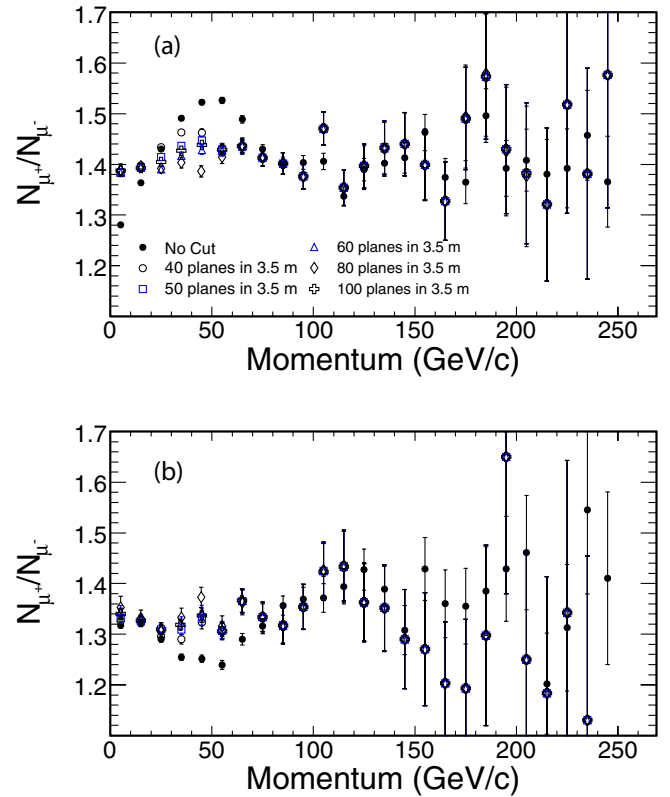 (a)
N_μ+/N_μ-
1.7
1.6
1.5
1.4
1.3
1.2
No Cut
40 planes in 3.5 m
50 planes in 3.5 m
60 planes in 3.5 m
80 planes in 3.5 m
100 planes in 3.5 m
0 50 100 150 200 250
Momentum (GeV/c)
(b)
N_μ+/N_μ-
1.7
1.6
1.5
1.4
1.3
1.2
0 50 100 150 200 250
Momentum (GeV/c)